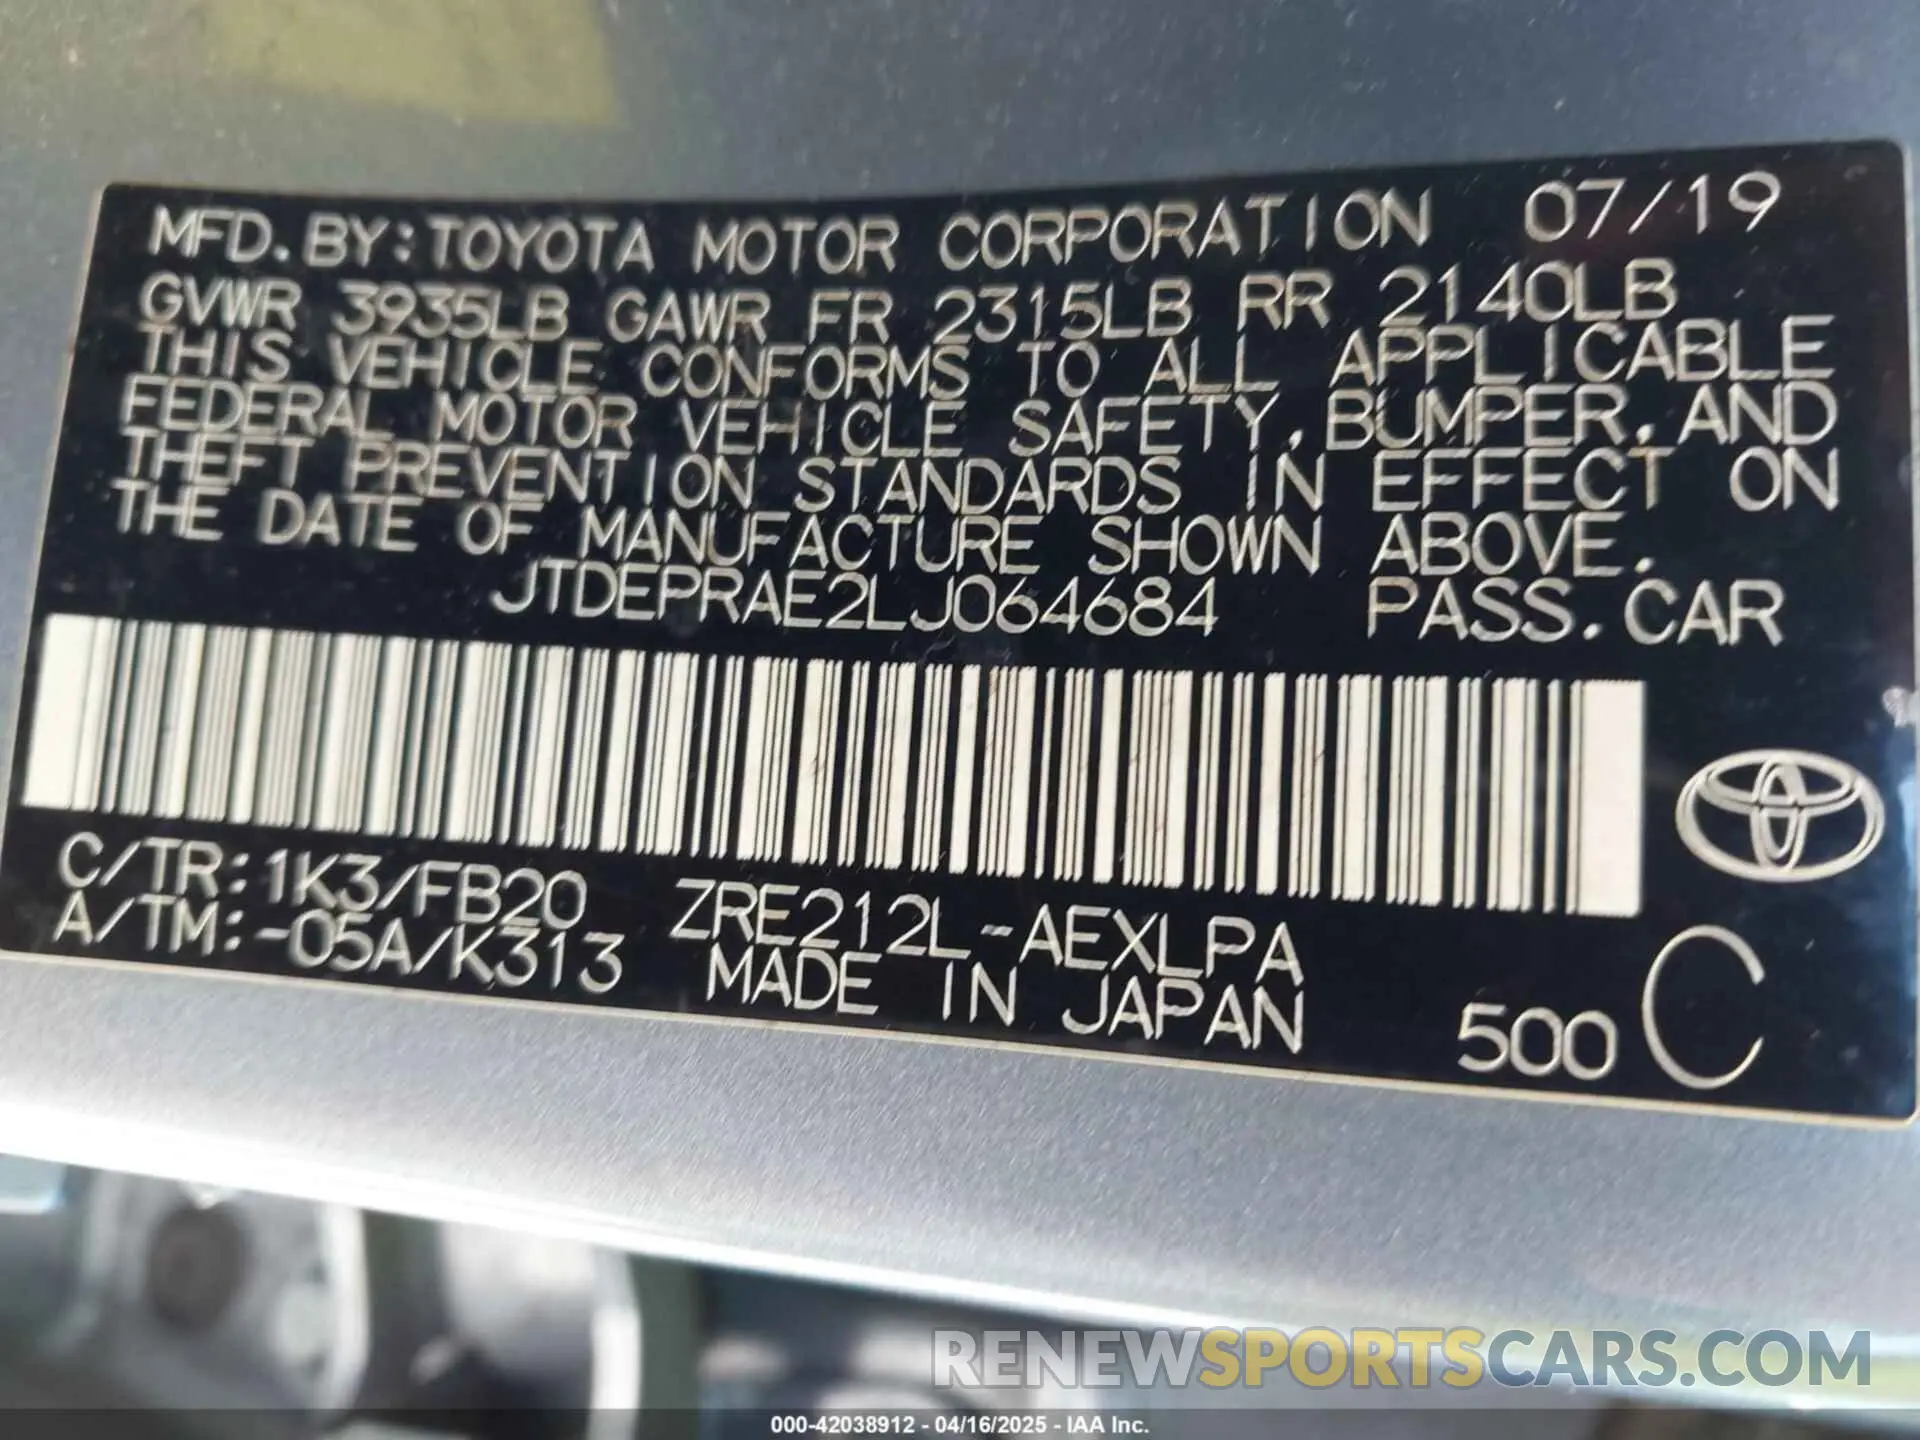 MFD. BY: TOYOTA MOTOR CORPORATION 07/19
GVWR 3935LB GAWR FR 2315LB RR 2140LB
THIS VEHICLE CONFORMS TO ALL APPLICABLE
FEDERAL MOTOR VEHICLE SAFETY, BUMPER, AND
THEFT PREVENTION STANDARDS IN EFFECT ON
THE DATE OF MANUFACTURE SHOWN ABOVE.
JTDEPRAE2LJ064684 PASS. CAR
C/TR: 1K3/FB20 ZRE212L-AEXLPA
A/TM: -05A/K313 MADE IN JAPAN 500 C
RENEWSPORTSCARS.COM
000-42038912 - 04/16/2025 - IAA Inc.